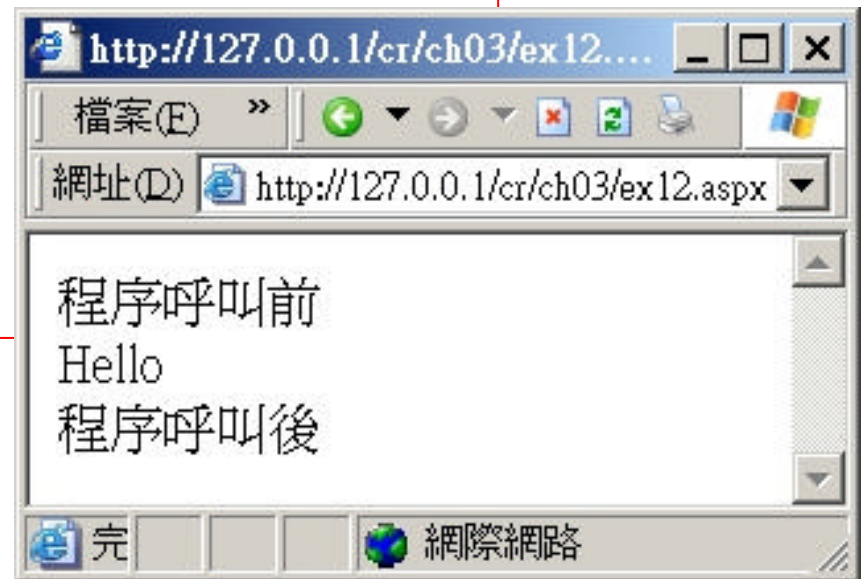 http://127.0.0.1/cr/ch03/ex12....
檔案(F) »
網址(D) http://127.0.0.1/cr/ch03/ex12.aspx
程序呼叫前
Hello
程序呼叫後
完 網際網路